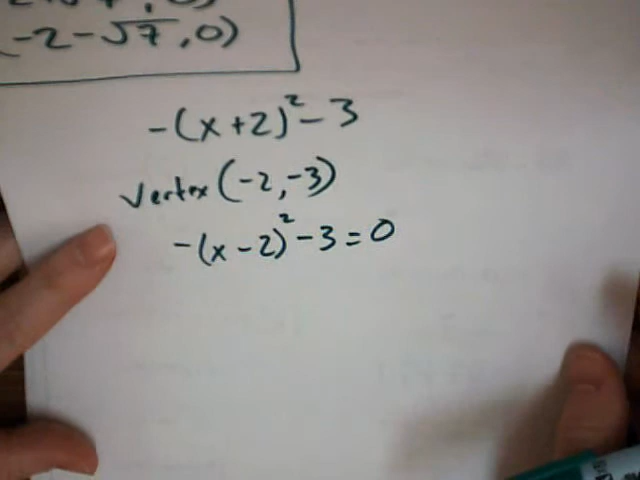 (-2-√7, 0)
-(x+2)² - 3
Vertex (-2, -3)
-(x-2)² - 3 = 0